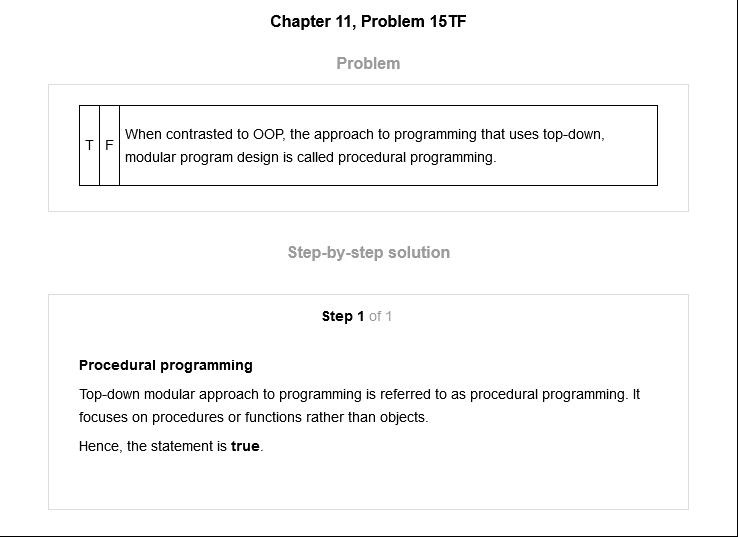 Chapter 11, Problem 15TF
Problem
T F When contrasted to OOP, the approach to programming that uses top-down,
modular program design is called procedural programming.
Step-by-step solution
Step 1 of 1
Procedural programming
Top-down modular approach to programming is referred to as procedural programming. It
focuses on procedures or functions rather than objects.
Hence, the statement is true.